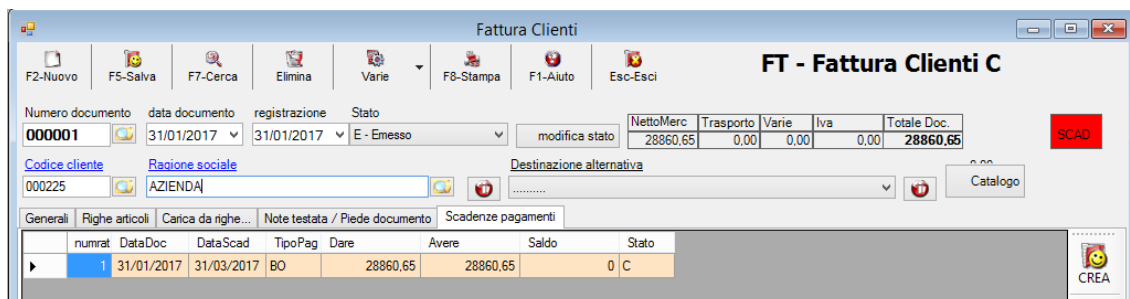 Fattura Clienti
F2-Nuovo F5-Salva F7-Cerca Elimina Varie F8-Stampa F1-Aiuto Esc-Esci FT - Fattura Clienti C
Numero documento data documento registrazione Stato
NettoMerc Trasporto Varie Iva Totale Doc.
000001 31/01/2017 31/01/2017 E - Emesso modifica stato 28860,65 0,00 0,00 0,00 28860,65 SCAD
Codice cliente Ragione sociale Destinazione alternativa
000225 AZIENDA .......... Catalogo
Generali Righe articoli Carica da righe... Note testata / Piede documento Scadenze pagamenti
numrat DataDoc DataScad TipoPag Dare Avere Saldo Stato
1 31/01/2017 31/03/2017 BO 28860,65 28860,65 0 C
CREA